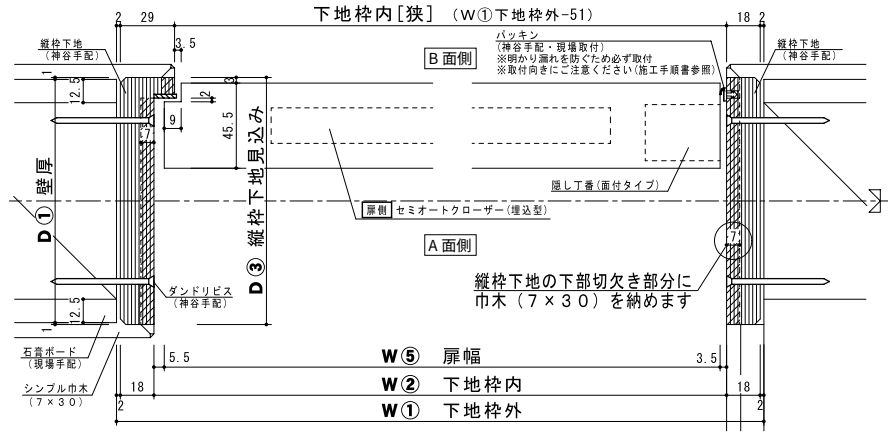 2 29 下地枠内[狭] (W①下地枠外-51) 18 2
3.5
縦枠下地
(神谷手配)
B 面側
パッキン
(神谷手配・現場取付)
※明かり漏れを防ぐため必ず取付
※取付向きにご注意ください(施工手順書参照)
縦枠下地
(神谷手配)
1
12.5
3
2
9
7
45.5
D① 壁厚
D③ 縦枠下地見込み
隠し丁番(面付タイプ)
扉側 セミオートクローザー(埋込型)
A 面側
7
縦枠下地の下部切欠き部分に
巾木(7×30)を納めます
ダンドリビス
(神谷手配)
12.5
1
石膏ボード
(現場手配)
シンプル巾木
(7×30)
5.5 W⑤ 扉幅 3.5
18 W② 下地枠内 18
2 W① 下地枠外 2